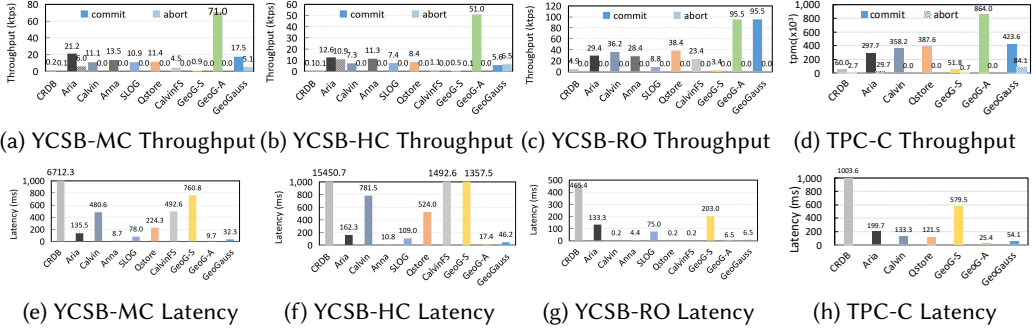 Throughput (ktps)
80
60
40
20
0
commit
abort
0.2
0.1
21.2
6.0
11.1
0.0
13.5
0.0
10.9
0.0
11.4
0.0
4.5
0.0
0.9
0.0
71.0
0.0
17.5
5.1
CRDB
Aria
Calvin
Anna
SLOG
Qstore
CalvinFS
GeoG-S
GeoG-A
GeoGauss
(a) YCSB-MC Throughput
Throughput (ktps)
60
50
40
30
20
10
0
commit
abort
0.1
0.1
12.6
10.9
7.3
0.0
11.3
0.0
7.4
0.0
8.4
0.0
1.1
0.0
0.5
0.0
51.0
0.0
5.6
6.5
CRDB
Aria
Calvin
Anna
SLOG
Qstore
CalvinFS
GeoG-S
GeoG-A
GeoGauss
(b) YCSB-HC Throughput
Throughput (ktps)
120
100
80
60
40
20
0
commit
abort
4.9
0.0
29.4
0.0
36.2
0.0
28.4
0.0
8.8
0.0
38.4
0.0
23.4
0.0
3.4
0.0
95.5
0.0
95.5
CRDB
Aria
Calvin
Anna
SLOG
Qstore
CalvinFS
GeoG-S
GeoG-A
GeoGauss
(c) YCSB-RO Throughput
tpmd(×10³)
1000
800
600
400
200
0
commit
abort
60.0
2.7
297.7
29.7
358.2
0.0
387.6
0.0
51.8
0.7
864.0
0.0
423.6
84.1
CRDB
Aria
Calvin
Qstore
GeoG-S
GeoG-A
GeoGauss
(d) TPC-C Throughput
6712.3
Latency (ms)
1,000
800
600
400
200
0
135.5
480.6
8.7
78.0
224.3
492.6
760.8
9.7
32.3
CRDB
Aria
Calvin
Anna
SLOG
Qstore
CalvinFS
GeoG-S
GeoG-A
GeoGauss
(e) YCSB-MC Latency
15450.7
1492.6
1357.5
Latency (ms)
1,000
800
600
400
200
0
162.3
781.5
10.8
109.0
524.0
17.4
46.2
CRDB
Aria
Calvin
Anna
SLOG
Qstore
CalvinFS
GeoG-S
GeoG-A
GeoGauss
(f) YCSB-HC Latency
Latency (ms)
500
400
300
200
100
0
465.4
133.3
0.2
4.4
75.0
0.2
0.2
203.0
6.5
6.5
CRDB
Aria
Calvin
Anna
SLOG
Qstore
CalvinFS
GeoG-S
GeoG-A
GeoGauss
(g) YCSB-RO Latency
1003.6
Latency (ms)
1,000
800
600
400
200
0
199.7
133.3
121.5
579.5
25.4
54.1
CRDB
Aria
Calvin
Qstore
GeoG-S
GeoG-A
GeoGauss
(h) TPC-C Latency